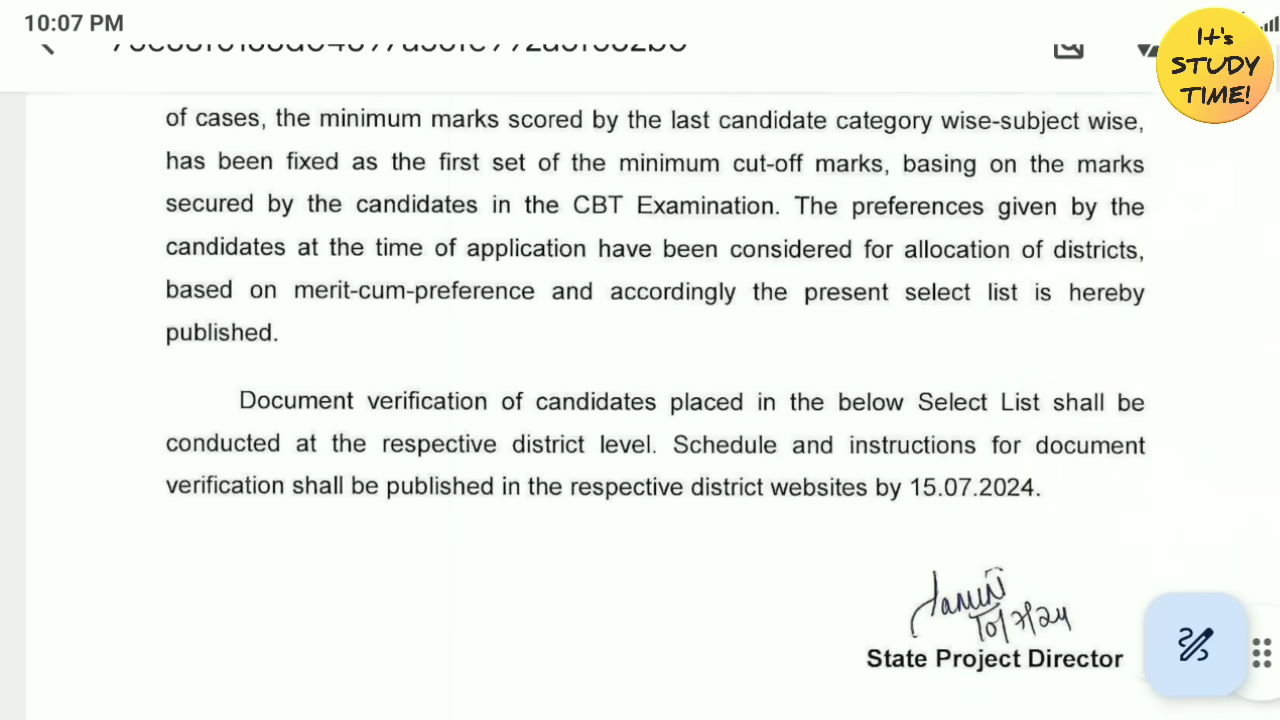 10:07 PM
It's
STUDY
TIME!
of cases, the minimum marks scored by the last candidate category wise-subject wise,
has been fixed as the first set of the minimum cut-off marks, basing on the marks
secured by the candidates in the CBT Examination. The preferences given by the
candidates at the time of application have been considered for allocation of districts,
based on merit-cum-preference and accordingly the present select list is hereby
published.
Document verification of candidates placed in the below Select List shall be
conducted at the respective district level. Schedule and instructions for document
verification shall be published in the respective district websites by 15.07.2024.
10/7/24
State Project Director